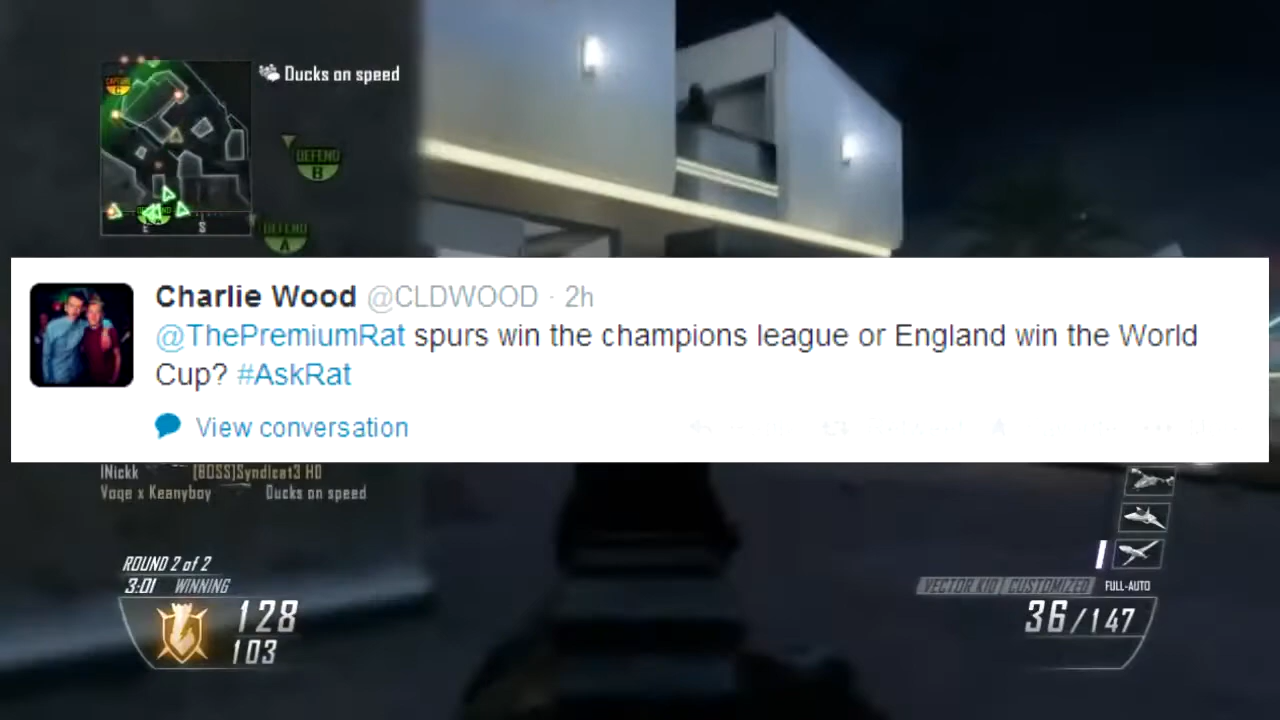 Ducks on speed
CAPTURE
C
DEFEND
B
DEFEND
A
E
S
Charlie Wood @CLDWOOD · 2h
@ThePremiumRat spurs win the champions league or England win the World
Cup? #AskRat
View conversation
INickk [BOSS]Syndicat3 HD
Voqe x Keanyboy Ducks on speed
ROUND 2 of 2
3:01 WINNING
128
103
VECTOR K10 | CUSTOMIZED FULL-AUTO
36/147